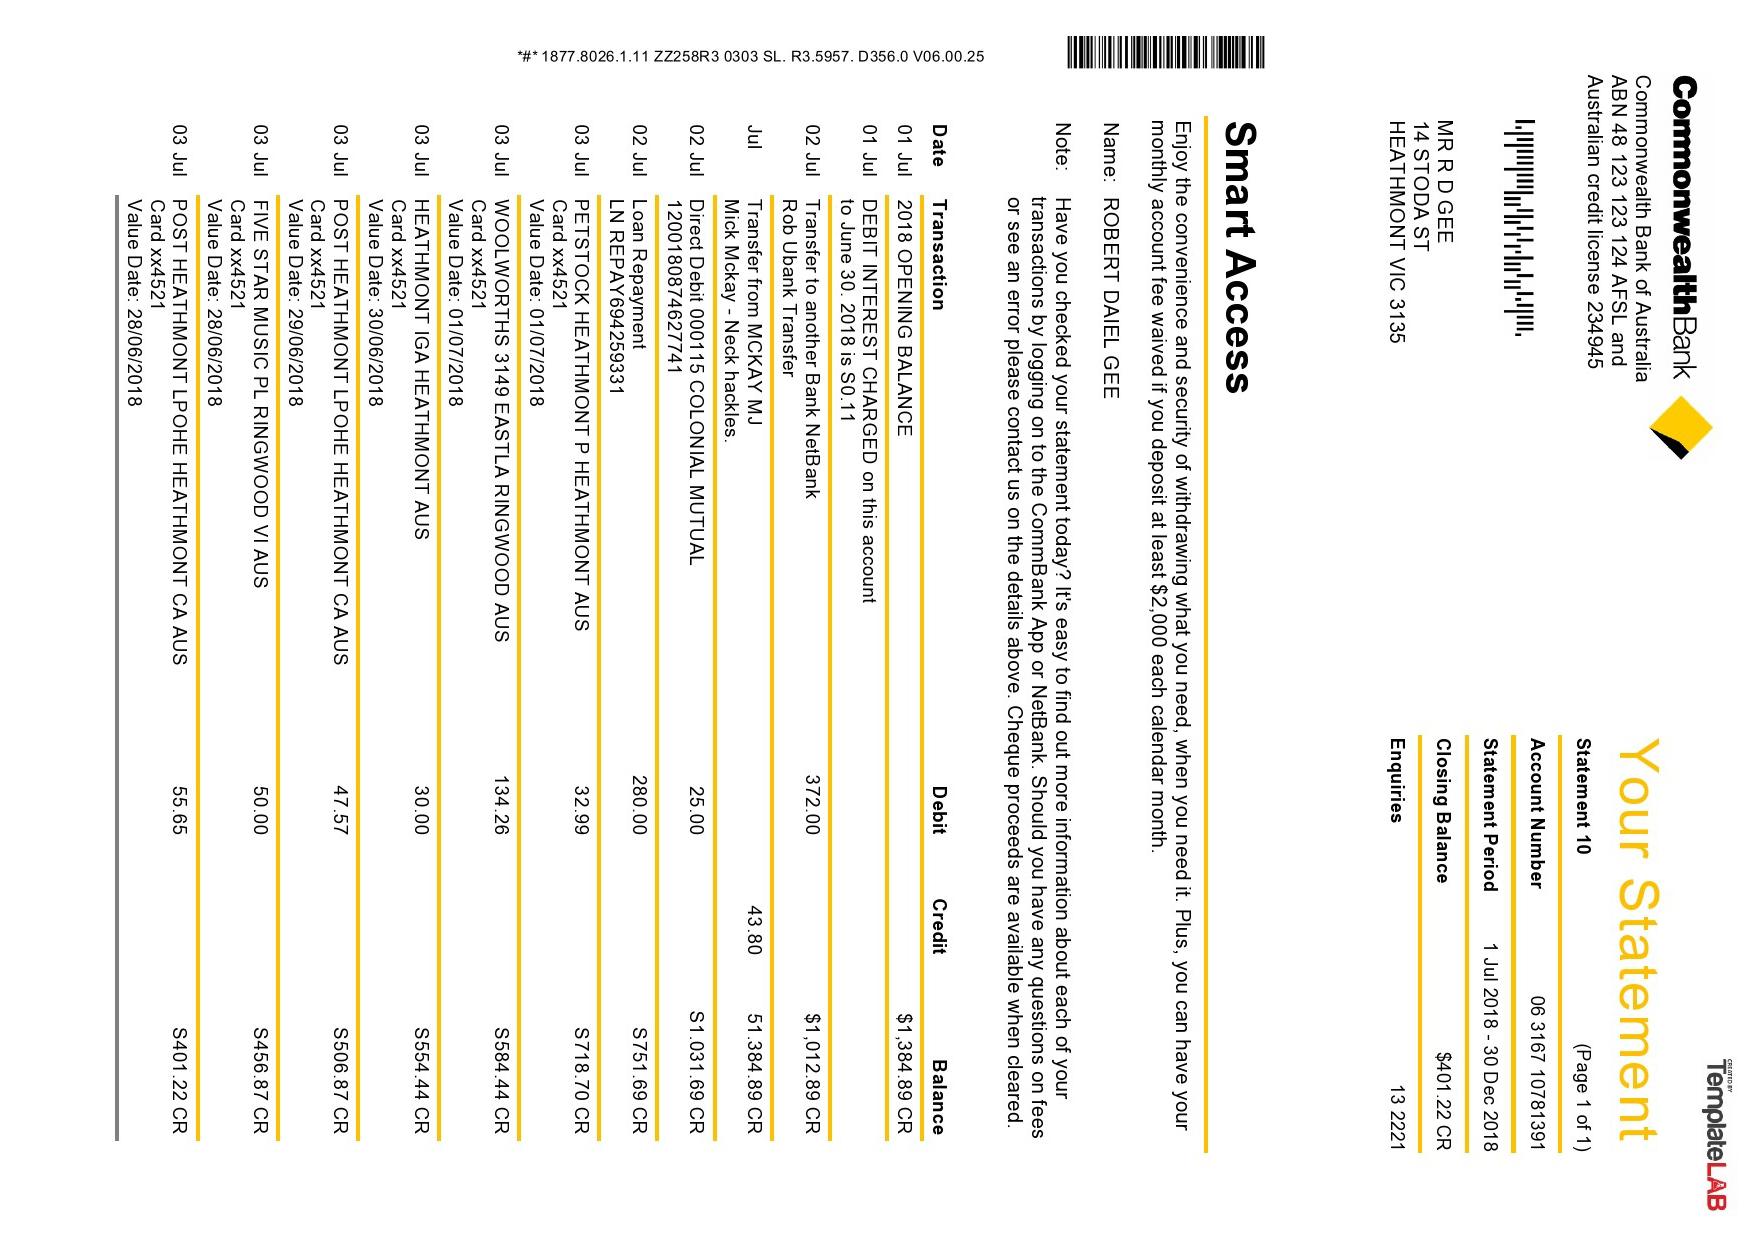 CREATED BY
TemplateLAB
CommonwealthBank
Commonwealth Bank of Australia
ABN 48 123 123 124 AFSL and
Australian credit license 234945
Your Statement
Statement 10 (Page 1 of 1)
Account Number 06 3167 10781391
Statement Period 1 Jul 2018 - 30 Dec 2018
Closing Balance $401.22 CR
Enquiries 13 2221
MR R D GEE
14 STODA ST
HEATHMONT VIC 3135
*#* 1877.8026.1.11 ZZ258R3 0303 SL. R3.5957. D356.0 V06.00.25
Smart Access
Enjoy the convenience and security of withdrawing what you need, when you need it. Plus, you can have your
monthly account fee waived if you deposit at least $2,000 each calendar month.
Name: ROBERT DAIEL GEE
Note: Have you checked your statement today? It's easy to find out more information about each of your
transactions by logging on to the CommBank App or NetBank. Should you have any questions on fees
or see an error please contact us on the details above. Cheque proceeds are available when cleared.
Date Transaction Debit Credit Balance
01 Jul 2018 OPENING BALANCE $1,384.89 CR
01 Jul DEBIT INTEREST CHARGED on this account
to June 30. 2018 is S0.11
02 Jul Transfer to another Bank NetBank 372.00 $1,012.89 CR
Rob Ubank Transfer
Jul Transfer from MCKAY MJ 43.80 51.384.89 CR
Mick Mckay - Neck hackles.
02 Jul Direct Debit 000115 COLONIAL MUTUAL 25.00 S1.031.69 CR
1200180874627741
02 Jul Loan Repayment 280.00 S751.69 CR
LN REPAY694259331
03 Jul PETSTOCK HEATHMONT P HEATHMONT AUS 32.99 S718.70 CR
Card xx4521
Value Date: 01/07/2018
03 Jul WOOLWORTHS 3149 EASTLA RINGWOOD AUS 134.26 S584.44 CR
Card xx4521
Value Date: 01/07/2018
03 Jul HEATHMONT IGA HEATHMONT AUS 30.00 S554.44 CR
Card xx4521
Value Date: 30/06/2018
03 Jul POST HEATHMONT LPOHE HEATHMONT CA AUS 47.57 S506.87 CR
Card xx4521
Value Date: 29/06/2018
03 Jul FIVE STAR MUSIC PL RINGWOOD VI AUS 50.00 S456.87 CR
Card xx4521
Value Date: 28/06/2018
03 Jul POST HEATHMONT LPOHE HEATHMONT CA AUS 55.65 S401.22 CR
Card xx4521
Value Date: 28/06/2018